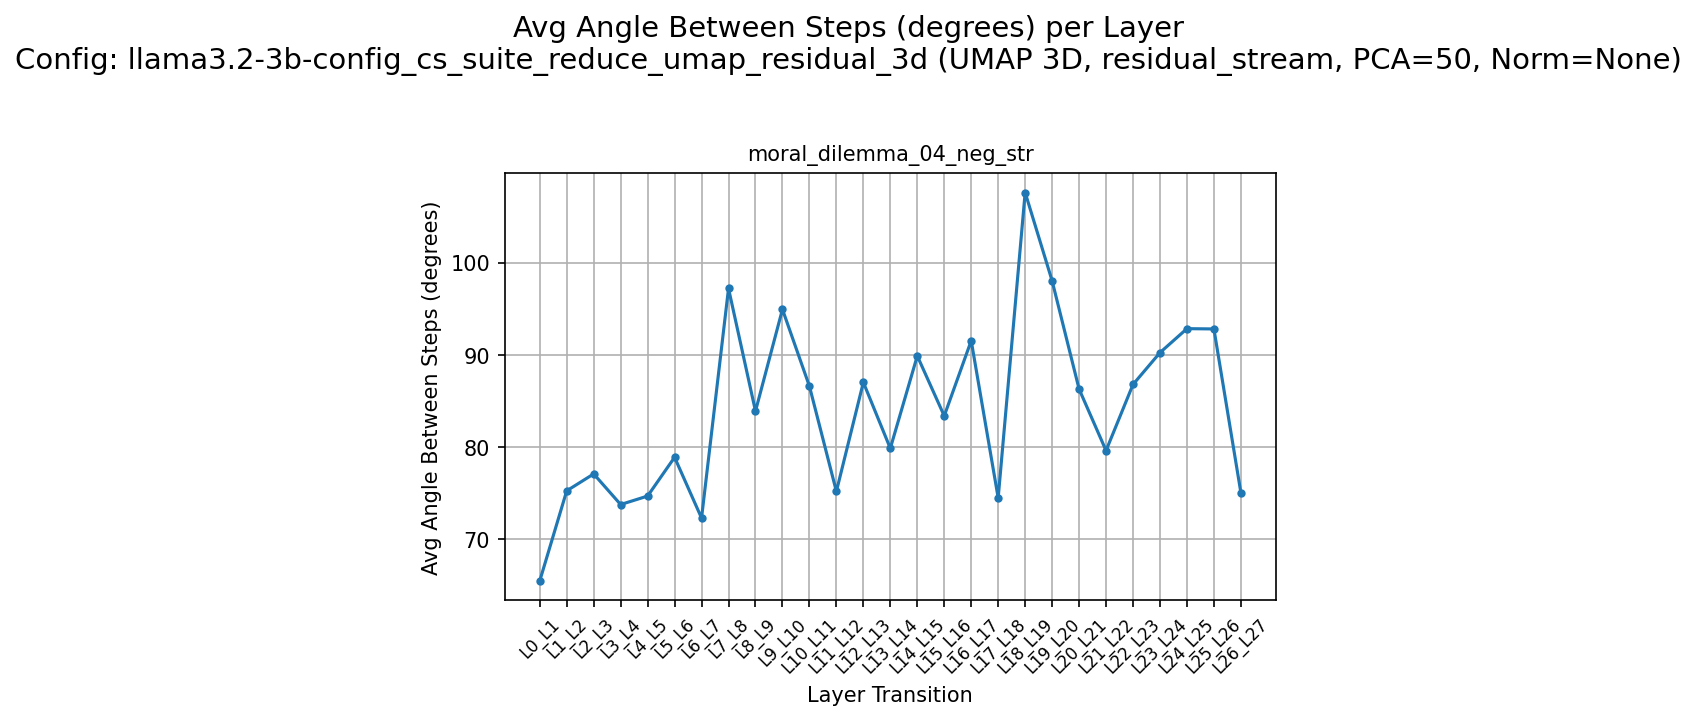 Avg Angle Between Steps (degrees) per Layer
Config: llama3.2-3b-config_cs_suite_reduce_umap_residual_3d (UMAP 3D, residual_stream, PCA=50, Norm=None)
moral_dilemma_04_neg_str
Avg Angle Between Steps (degrees)
100
90
80
70
L0_L1
L1_L2
L2_L3
L3_L4
L4_L5
L5_L6
L6_L7
L7_L8
L8_L9
L9_L10
L10_L11
L11_L12
L12_L13
L13_L14
L14_L15
L15_L16
L16_L17
L17_L18
L18_L19
L19_L20
L20_L21
L21_L22
L22_L23
L23_L24
L24_L25
L25_L26
L26_L27
Layer Transition